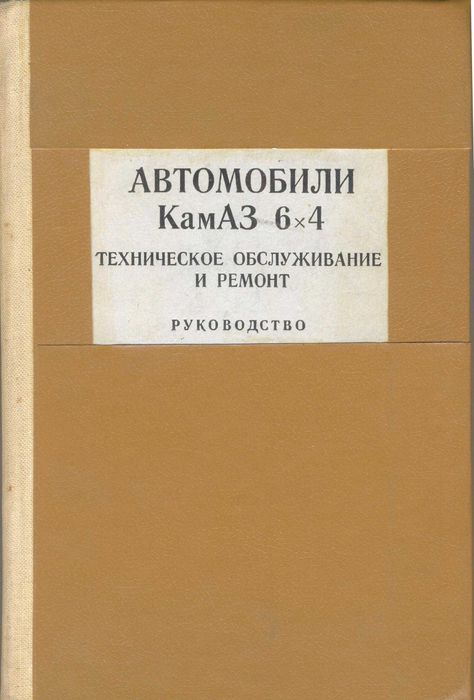 АВТОМОБИЛИ
КамАЗ 6×4
ТЕХНИЧЕСКОЕ ОБСЛУЖИВАНИЕ
И РЕМОНТ
РУКОВОДСТВО